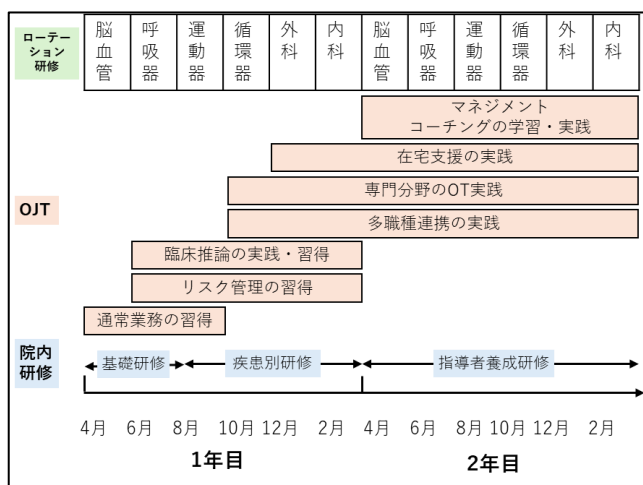 ローテー
ション
研修
脳血管
呼吸器
運動器
循環器
外科
内科
脳血管
呼吸器
運動器
循環器
外科
内科
マネジメント
コーチングの学習・実践
在宅支援の実践
専門分野のOT実践
OJT
多職種連携の実践
臨床推論の実践・習得
リスク管理の習得
通常業務の習得
院内
研修
基礎研修
疾患別研修
指導者養成研修
4月 6月 8月 10月 12月 2月 4月 6月 8月 10月 12月 2月
1年目 2年目